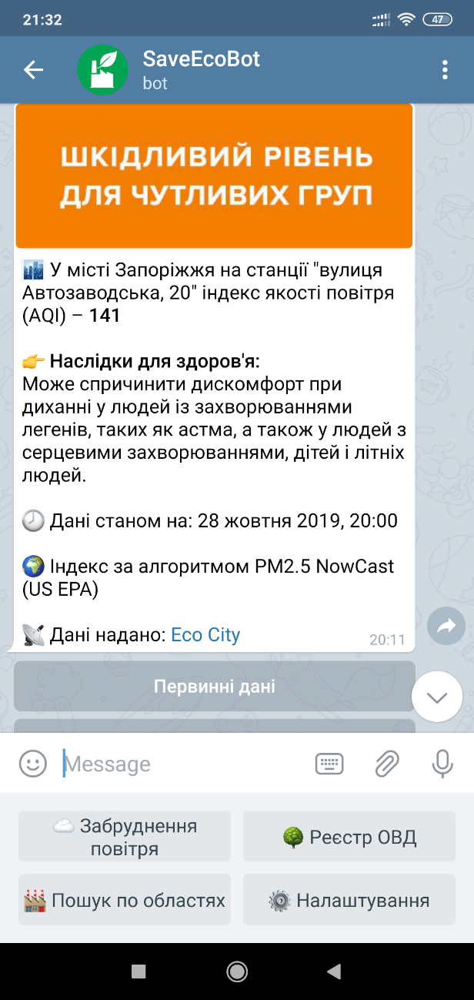 21:32
47
SaveEcoBot
bot
ШКІДЛИВИЙ РІВЕНЬ
ДЛЯ ЧУТЛИВИХ ГРУП
У місті Запоріжжя на станції "вулиця
Автозаводська, 20" індекс якості повітря
(AQI) – 141
Наслідки для здоров'я:
Може спричинити дискомфорт при
диханні у людей із захворюваннями
легенів, таких як астма, а також у людей з
серцевими захворюваннями, дітей і літніх
людей.
Дані станом на: 28 жовтня 2019, 20:00
Індекс за алгоритмом PM2.5 NowCast
(US EPA)
Дані надано: Eco City
20:11
Первинні дані
Message
Забруднення
повітря
Реєстр ОВД
Пошук по областях
Налаштування